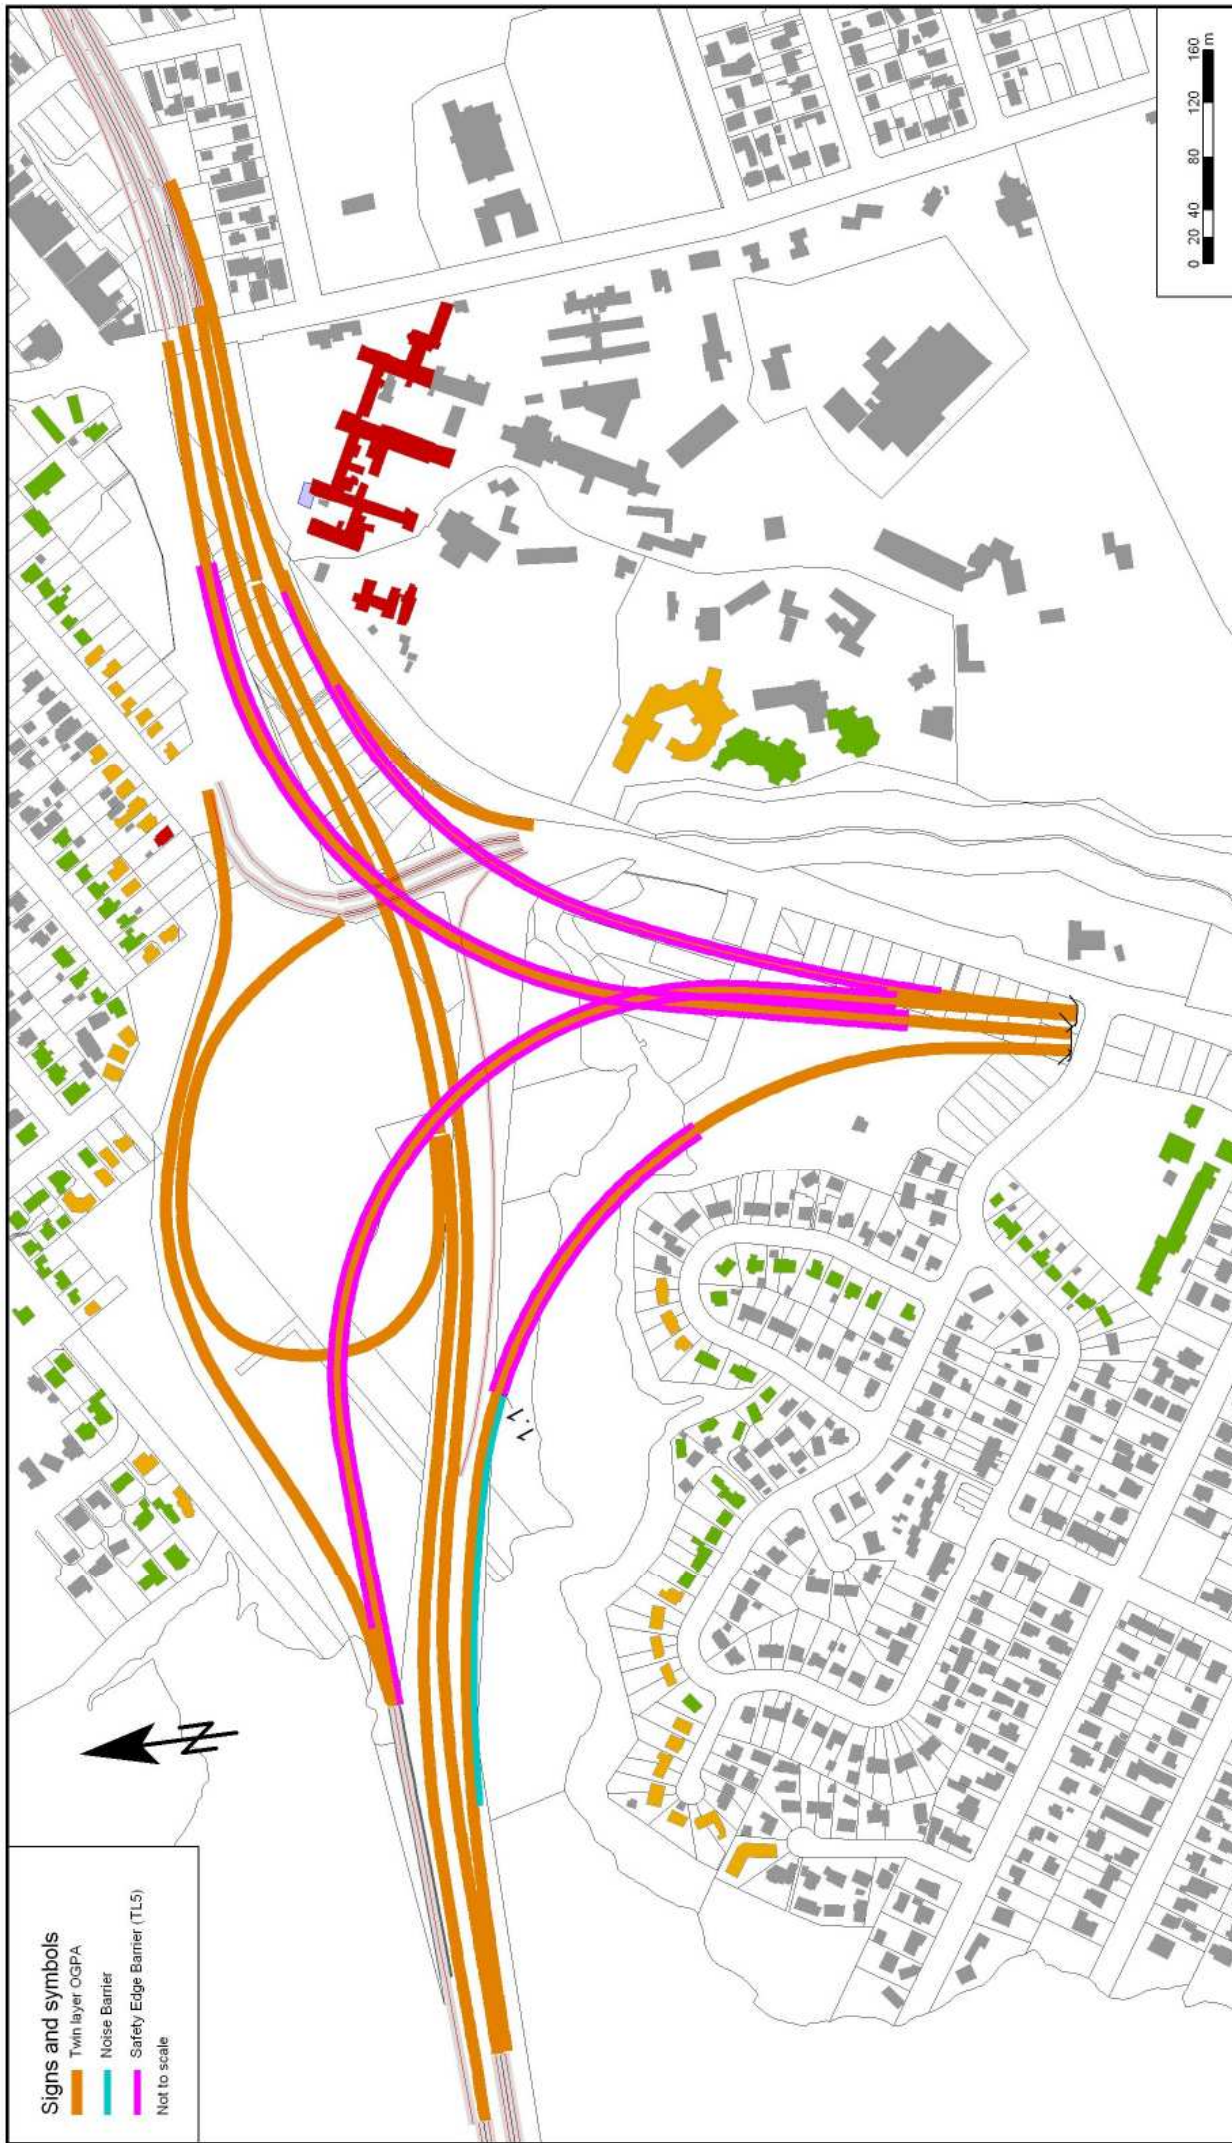 Signs and symbols
Twin layer OGPA
Noise Barrier
Safety Edge Barrier (TL5)
Not to scale
N
1.1
0 20 40 80 120 160
m